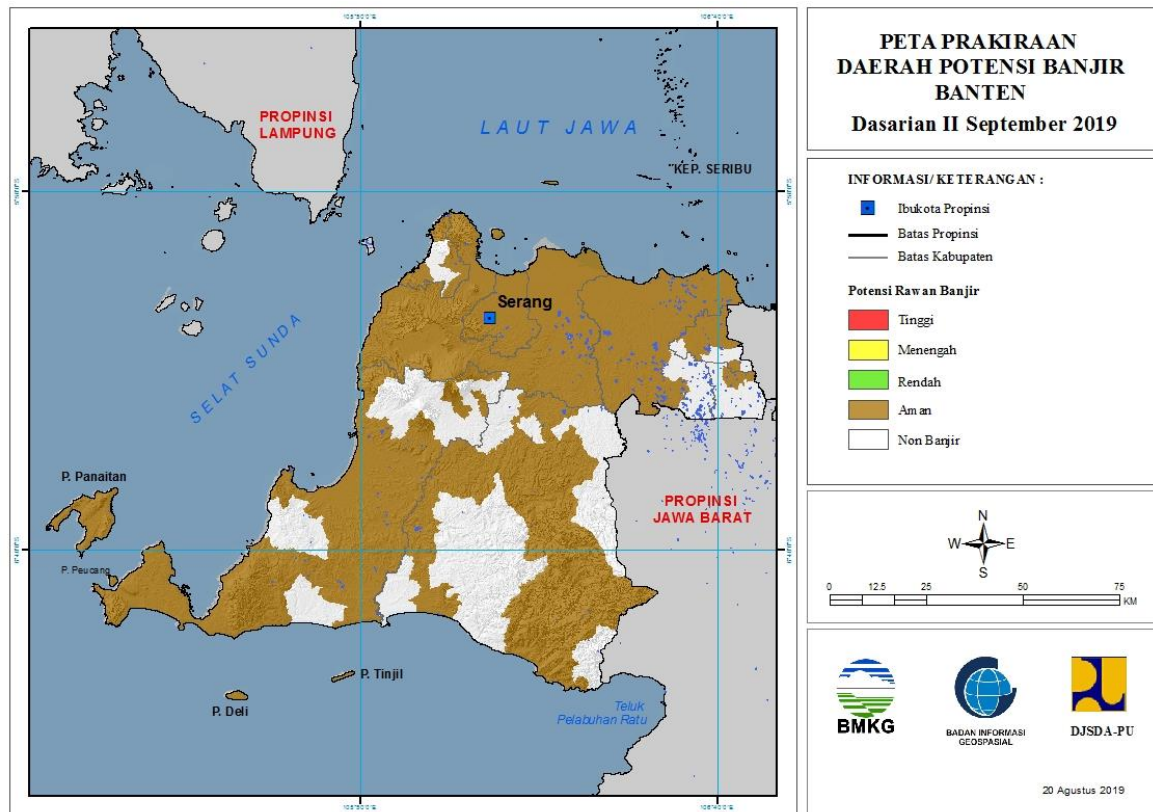 PROPINSI
LAMPUNG
LAUT JAWA
KEP. SERIBU
Serang
SELAT SUNDA
P. Panaitan
P. Peucang
PROPINSI
JAWA BARAT
P. Tinjil
P. Deli
Teluk
Pelabuhan Ratu
PETA PRAKIRAAN
DAERAH POTENSI BANJIR
BANTEN
Dasarian II September 2019
INFORMASI/KETERANGAN :
Ibukota Propinsi
Batas Propinsi
Batas Kabupaten
Potensi Rawan Banjir
Tinggi
Menengah
Rendah
Aman
Non Banjir
N
W E
S
0 12.5 25 50 75
KM
BMKG
BADAN INFORMASI
GEOSPASIAL
DJSDA-PU
20 Agustus 2019